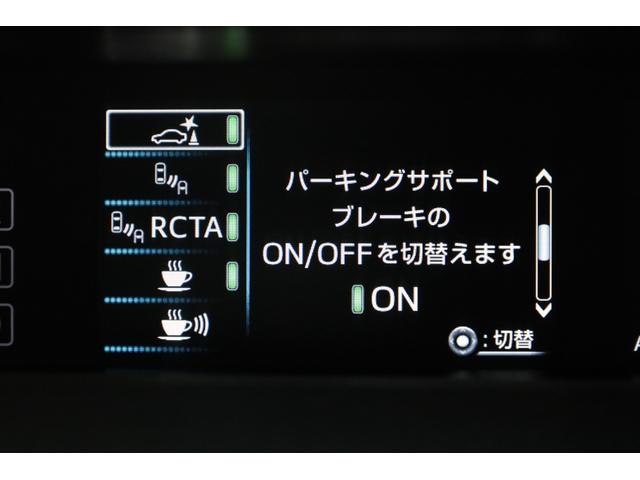 RCTA
パーキングサポート
ブレーキの
ON/OFFを切替えます
ON
:切替